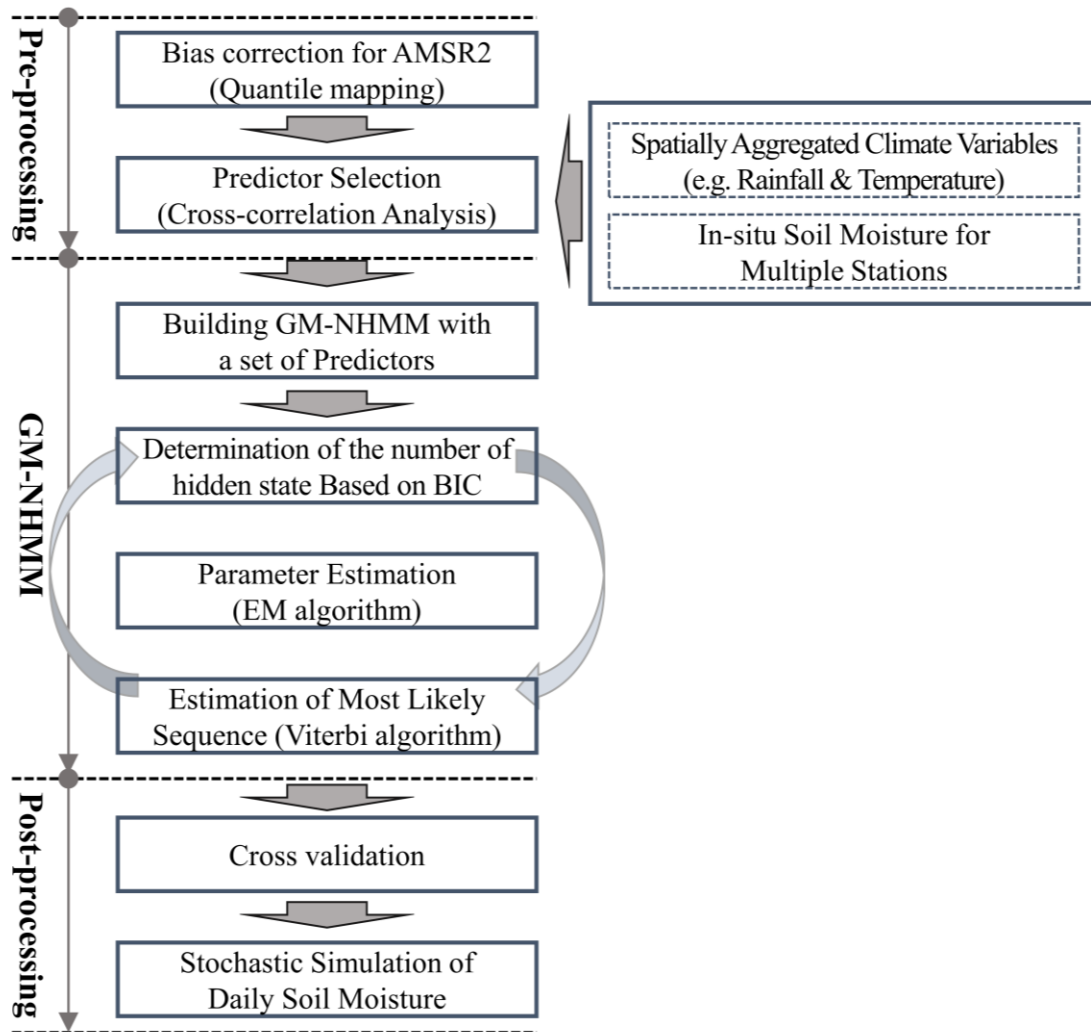 Pre-processing
Bias correction for AMSR2
(Quantile mapping)
Predictor Selection
(Cross-correlation Analysis)
Spatially Aggregated Climate Variables
(e.g. Rainfall & Temperature)
In-situ Soil Moisture for
Multiple Stations
GM-NHMM
Building GM-NHMM with
a set of Predictors
Determination of the number of
hidden state Based on BIC
Parameter Estimation
(EM algorithm)
Estimation of Most Likely
Sequence (Viterbi algorithm)
Post-processing
Cross validation
Stochastic Simulation of
Daily Soil Moisture